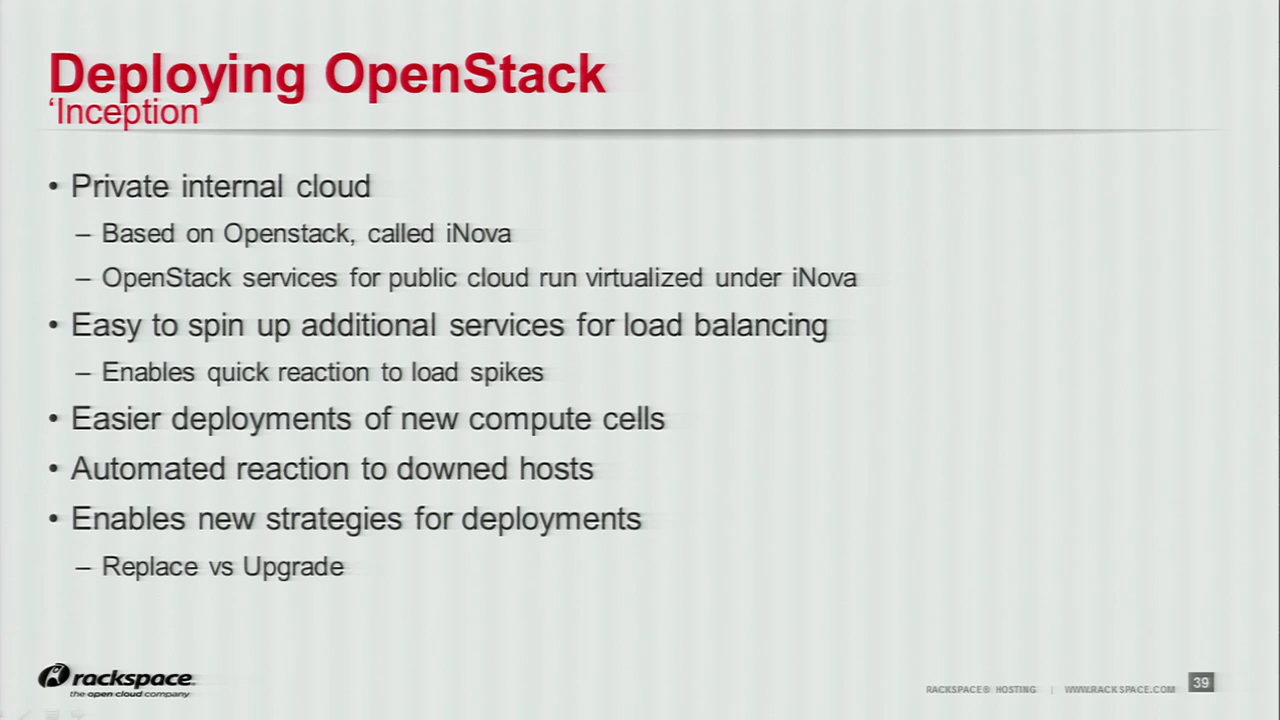 Deploying OpenStack
‘Inception
• Private internal cloud
– Based on Openstack, called iNova
– OpenStack services for public cloud run virtualized under iNova
• Easy to spin up additional services for load balancing
– Enables quick reaction to load spikes
• Easier deployments of new compute cells
• Automated reaction to downed hosts
• Enables new strategies for deployments
– Replace vs Upgrade
rackspace.
the open cloud company
RACKSPACE® HOSTING | WWW.RACKSPACE.COM 39